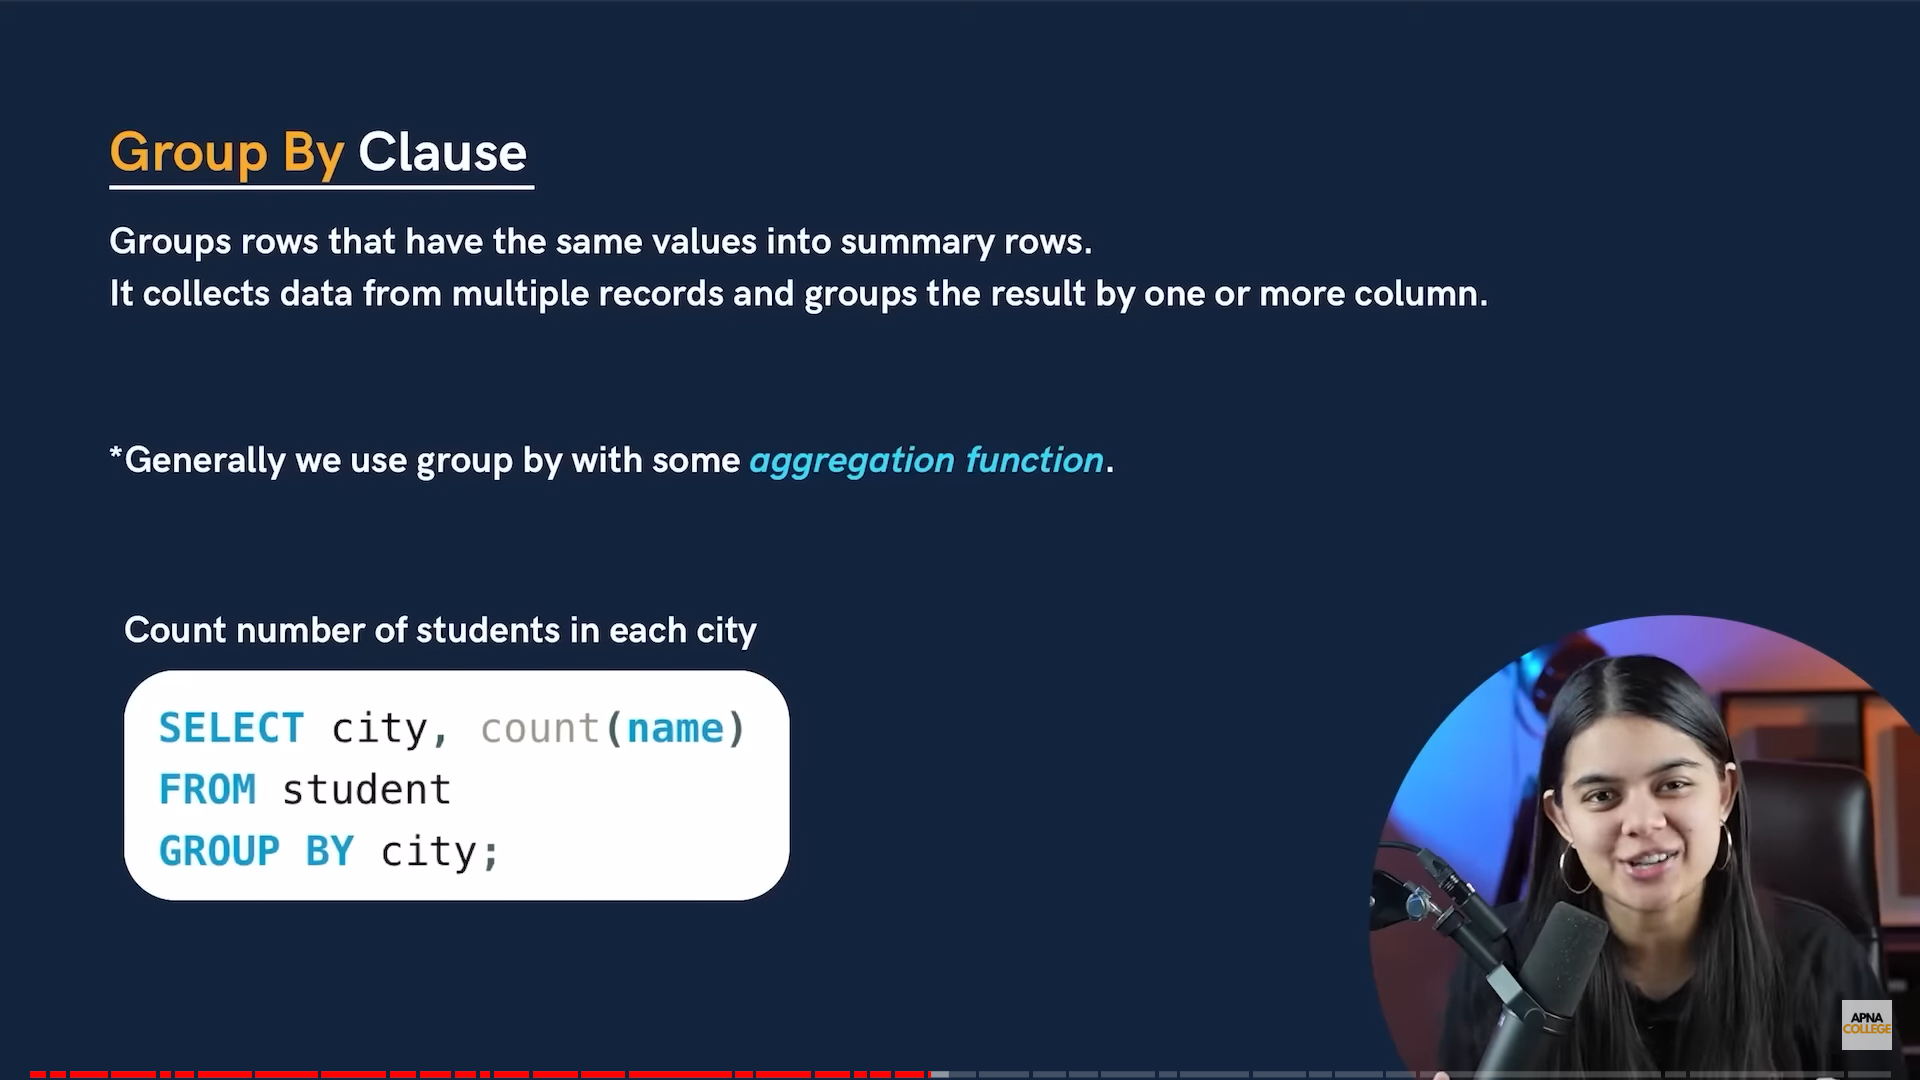 Group By Clause
Groups rows that have the same values into summary rows.
It collects data from multiple records and groups the result by one or more column.
*Generally we use group by with some aggregation function.
Count number of students in each city
SELECT city, count(name)
FROM student
GROUP BY city;
APNA
COLLEGE